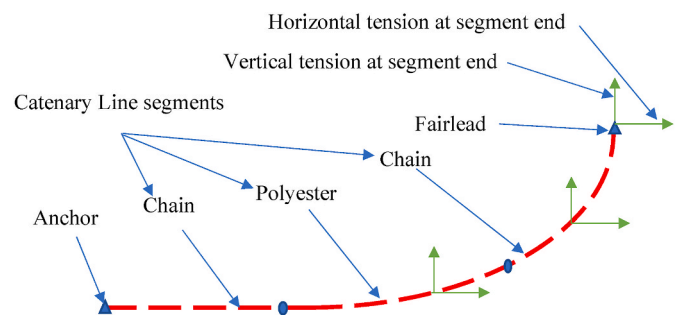 Horizontal tension at segment end
Vertical tension at segment end
Catenary Line segments
Fairlead
Chain
Polyester
Chain
Anchor